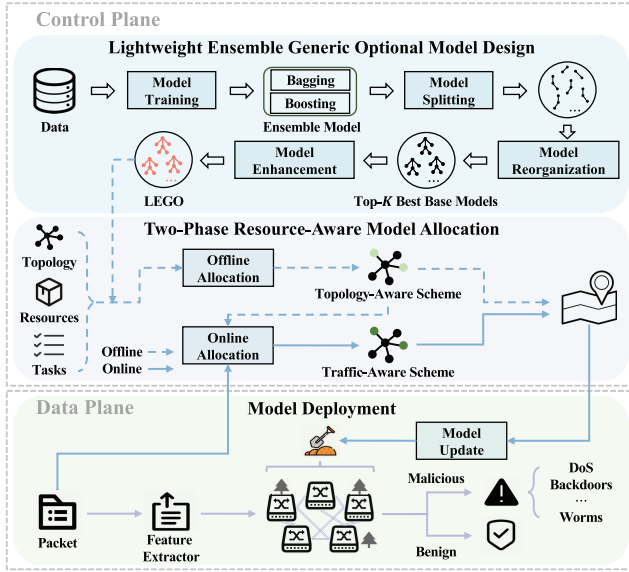 Control Plane
Lightweight Ensemble Generic Optional Model Design
Data
Model
Training
Bagging
Boosting
Ensemble Model
Model
Splitting
...
Model
Reorganization
...
Top-K Best Base Models
Model
Enhancement
...
LEGO
Two-Phase Resource-Aware Model Allocation
Topology
Resources
Tasks
Offline
Allocation
Topology-Aware Scheme
Offline
Online
Online
Allocation
Traffic-Aware Scheme
Data Plane
Model Deployment
Model
Update
Packet
Feature
Extractor
Malicious
Benign
DoS
Backdoors
...
Worms